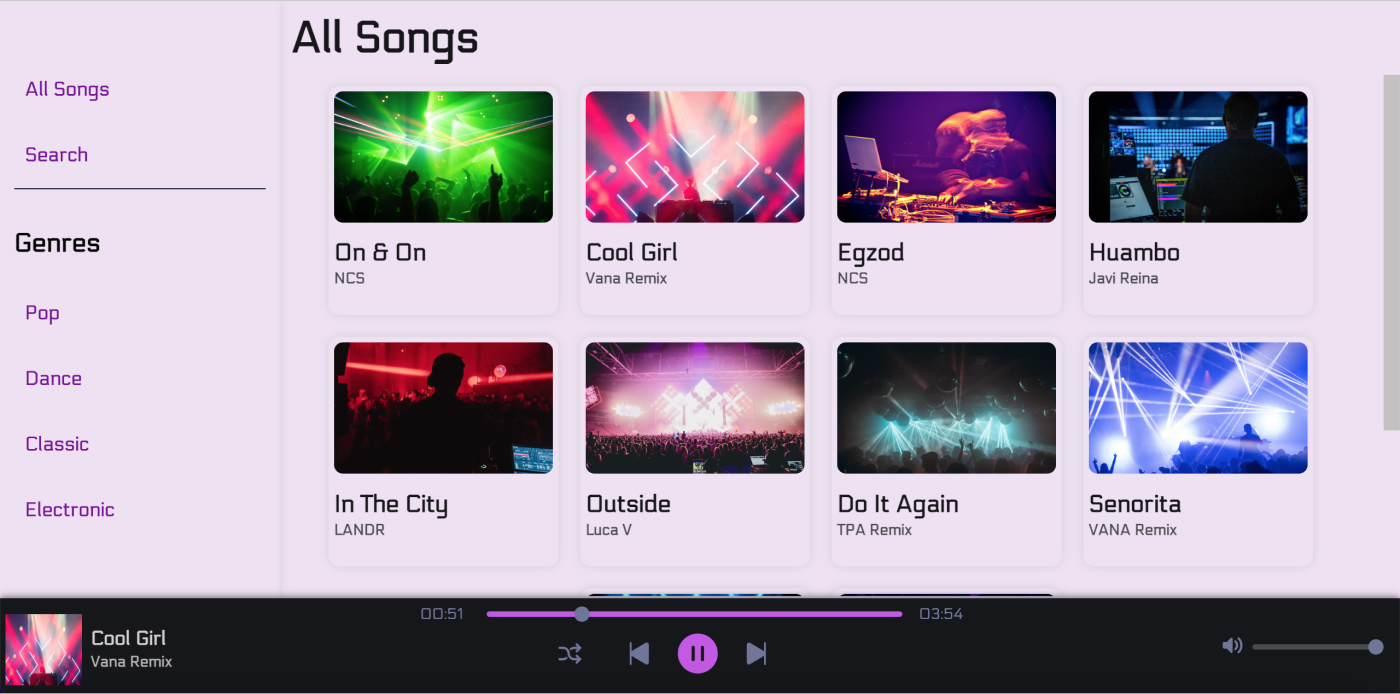 All Songs
Search
Genres
Pop
Dance
Classic
Electronic
All Songs
On & On
NCS
Cool Girl
Vana Remix
Egzod
NCS
Huambo
Javi Reina
In The City
LANDR
Outside
Luca V
Do It Again
TPA Remix
Senorita
VANA Remix
Cool Girl
Vana Remix
00:51
03:54